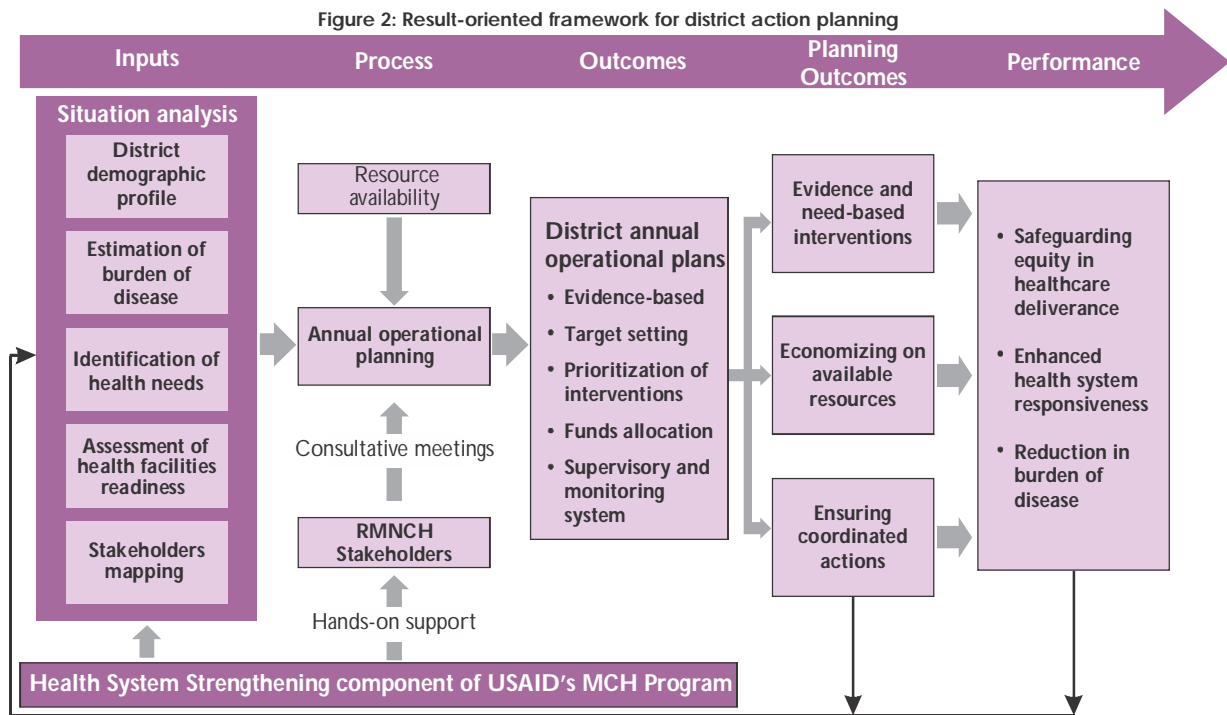 Figure 2: Result-oriented framework for district action planning
Inputs
Process
Outcomes
Planning
Outcomes
Performance
Situation analysis
District
demographic
profile
Estimation of
burden of
disease
Identification of
health needs
Assessment of
health facilities
readiness
Stakeholders
mapping
Resource
availability
Annual operational
planning
Consultative meetings
RMNCH
Stakeholders
Hands-on support
Health System Strengthening component of USAID's MCH Program
District annual
operational plans
• Evidence-based
• Target setting
• Prioritization of
interventions
• Funds allocation
• Supervisory and
monitoring
system
Evidence and
need-based
interventions
Economizing on
available
resources
Ensuring
coordinated
actions
• Safeguarding
equity in
healthcare
deliverance
• Enhanced
health system
responsiveness
• Reduction in
burden of
disease